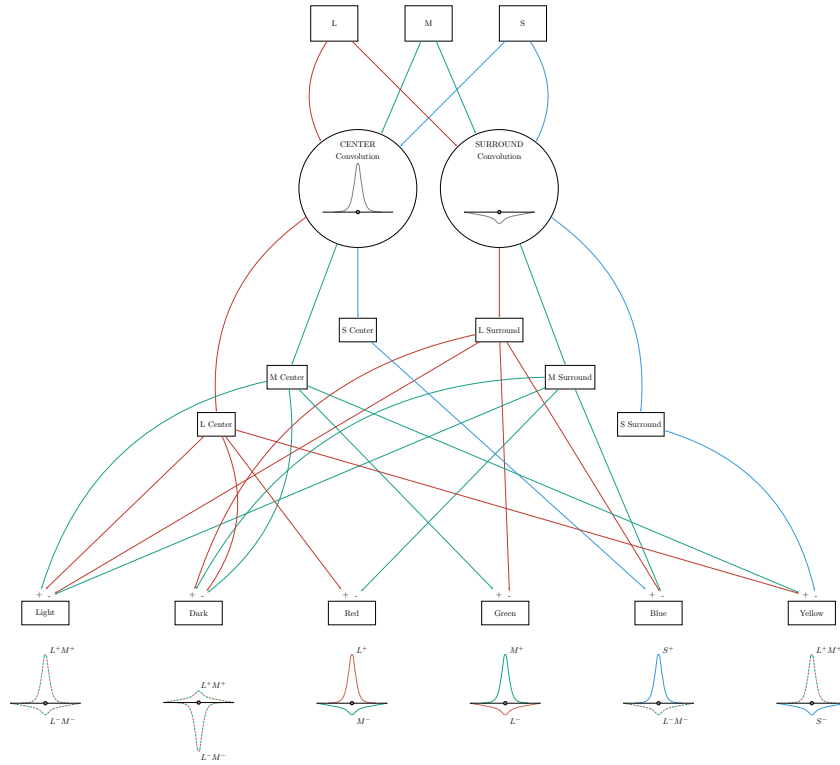 L
M
S
CENTER
Convolution
SURROUND
Convolution
S Center
L Surround
M Center
M Surround
L Center
S Surround
+ -
+ -
+ -
+ -
+ -
+ -
Light
Dark
Red
Green
Blue
Yellow
L⁺M⁺
L⁻M⁻
L⁺M⁺
L⁻M⁻
L⁺
M⁻
M⁺
L⁻
S⁺
L⁻M⁻
L⁺M⁺
S⁻